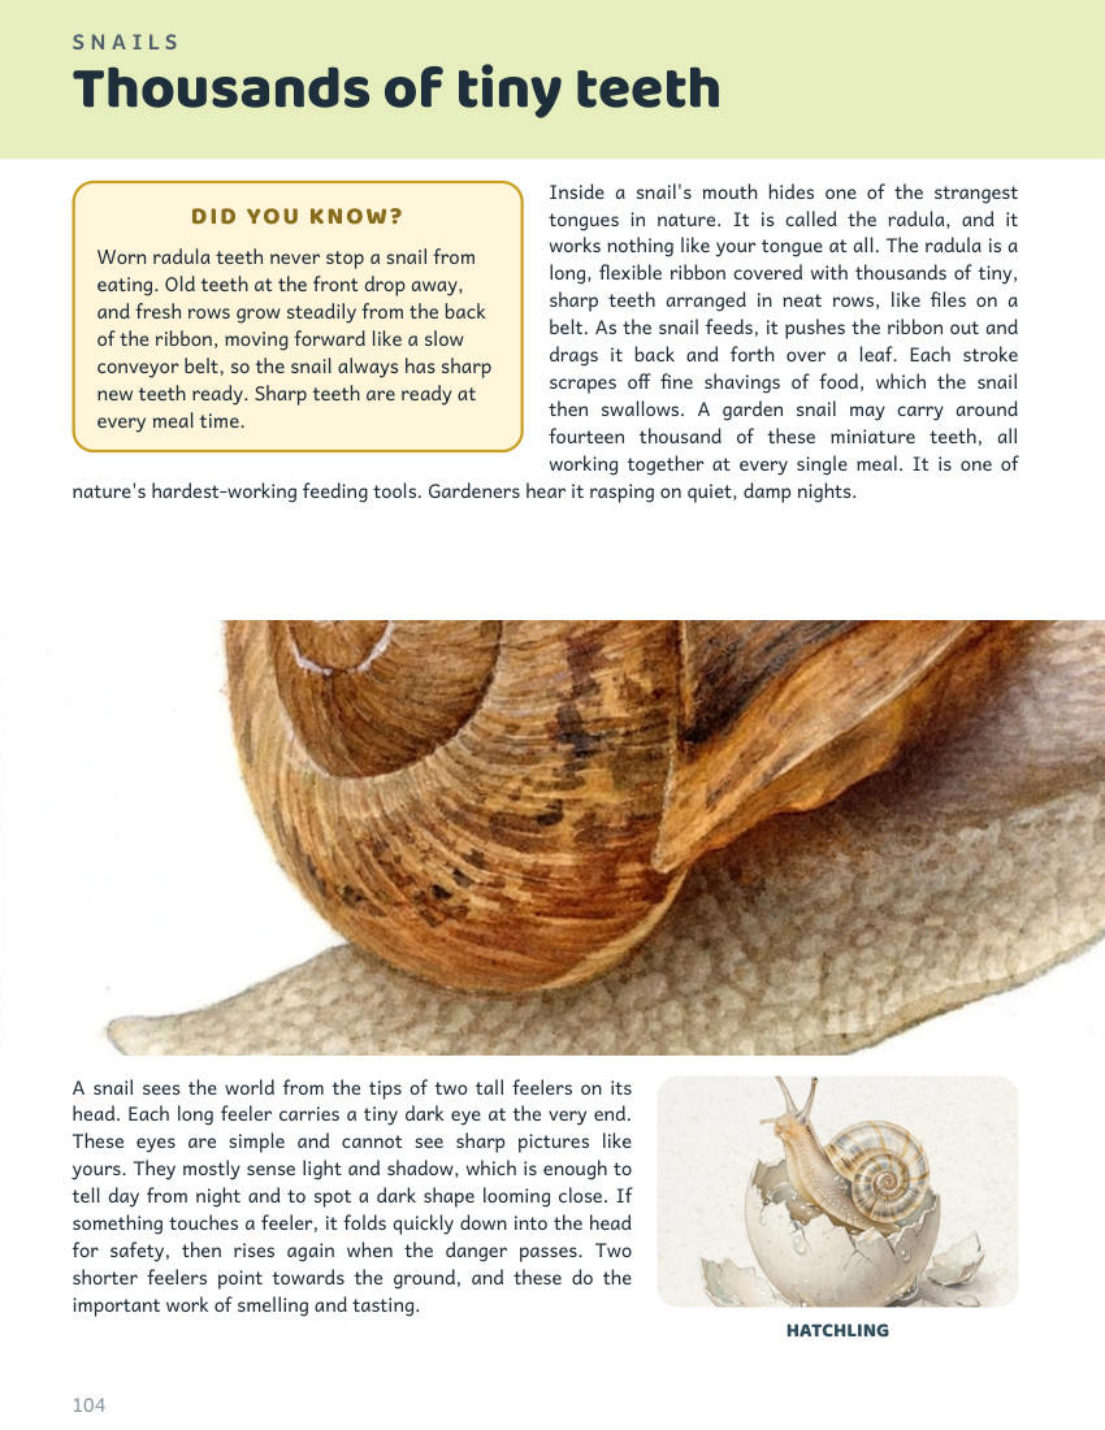 SNAILS
Thousands of tiny teeth
DID YOU KNOW?
Worn radula teeth never stop a snail from
eating. Old teeth at the front drop away,
and fresh rows grow steadily from the back
of the ribbon, moving forward like a slow
conveyor belt, so the snail always has sharp
new teeth ready. Sharp teeth are ready at
every meal time.
Inside a snail's mouth hides one of the strangest
tongues in nature. It is called the radula, and it
works nothing like your tongue at all. The radula is a
long, flexible ribbon covered with thousands of tiny,
sharp teeth arranged in neat rows, like files on a
belt. As the snail feeds, it pushes the ribbon out and
drags it back and forth over a leaf. Each stroke
scrapes off fine shavings of food, which the snail
then swallows. A garden snail may carry around
fourteen thousand of these miniature teeth, all
working together at every single meal. It is one of
nature's hardest-working feeding tools. Gardeners hear it rasping on quiet, damp nights.
A snail sees the world from the tips of two tall feelers on its
head. Each long feeler carries a tiny dark eye at the very end.
These eyes are simple and cannot see sharp pictures like
yours. They mostly sense light and shadow, which is enough to
tell day from night and to spot a dark shape looming close. If
something touches a feeler, it folds quickly down into the head
for safety, then rises again when the danger passes. Two
shorter feelers point towards the ground, and these do the
important work of smelling and tasting.
HATCHLING
104